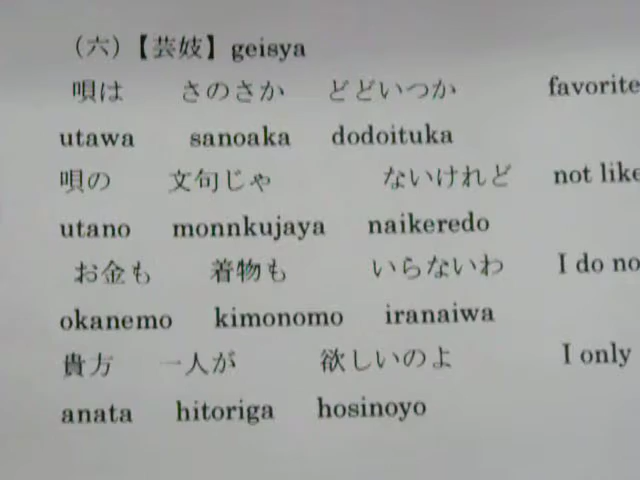 （六）【芸妓】geisya
唄は さのさか どどいつか favorite
utawa sanoaka dodoituka
唄の 文句じゃ ないけれど not like
utano monnkujaya naikeredo
お金も 着物も いらないわ I do no
okanemo kimonomo iranaiwa
貴方 一人が 欲しいのよ I only
anata hitoriga hosinoyo